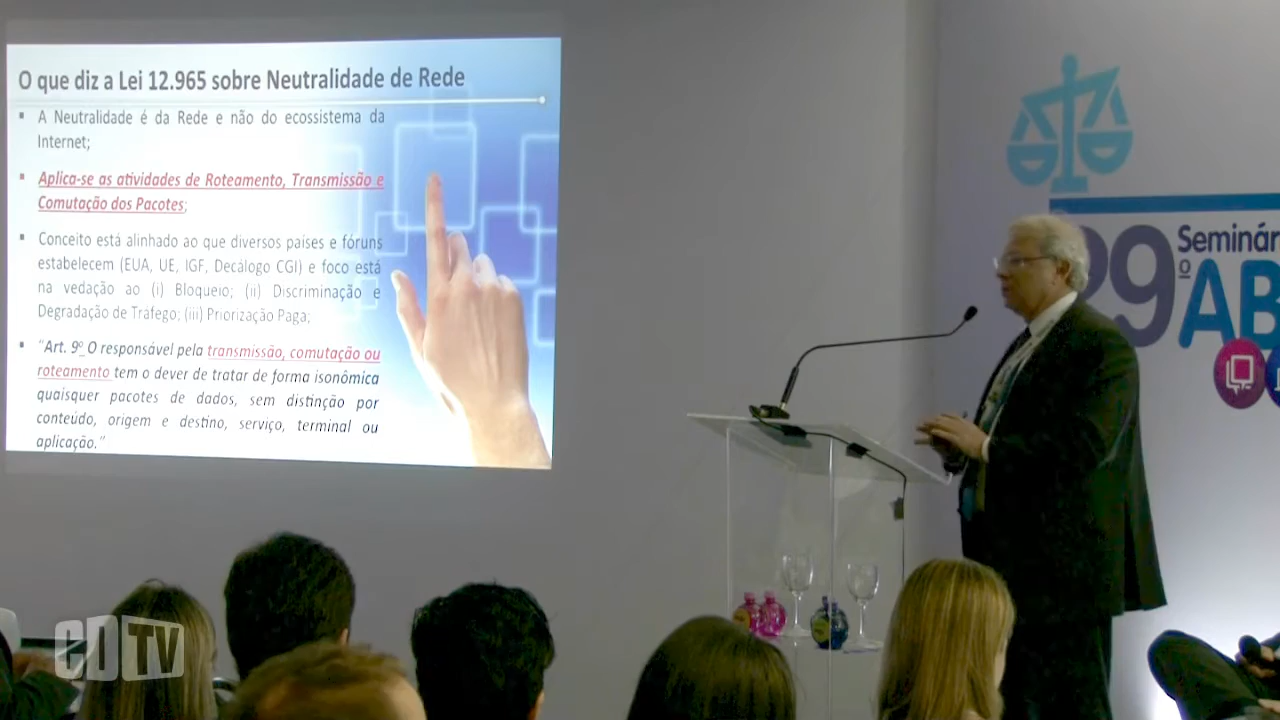 O que diz a Lei 12.965 sobre Neutralidade de Rede
▪ A Neutralidade é da Rede e não do ecossistema da
Internet;
▪ Aplica-se as atividades de Roteamento, Transmissão e
Comutação dos Pacotes;
▪ Conceito está alinhado ao que diversos países e fóruns
estabelecem (EUA, UE, IGF, Decálogo CGI) e foco está
na vedação ao (i) Bloqueio; (ii) Discriminação e
Degradação de Trafego; (iii) Priorização Paga;
▪ "Art. 9º O responsável pela transmissão, comutação ou
roteamento tem o dever de tratar de forma isonômica
quaisquer pacotes de dados, sem distinção por
conteúdo, origem e destino, serviço, terminal ou
aplicação."
29º Seminár
AB
CDTV